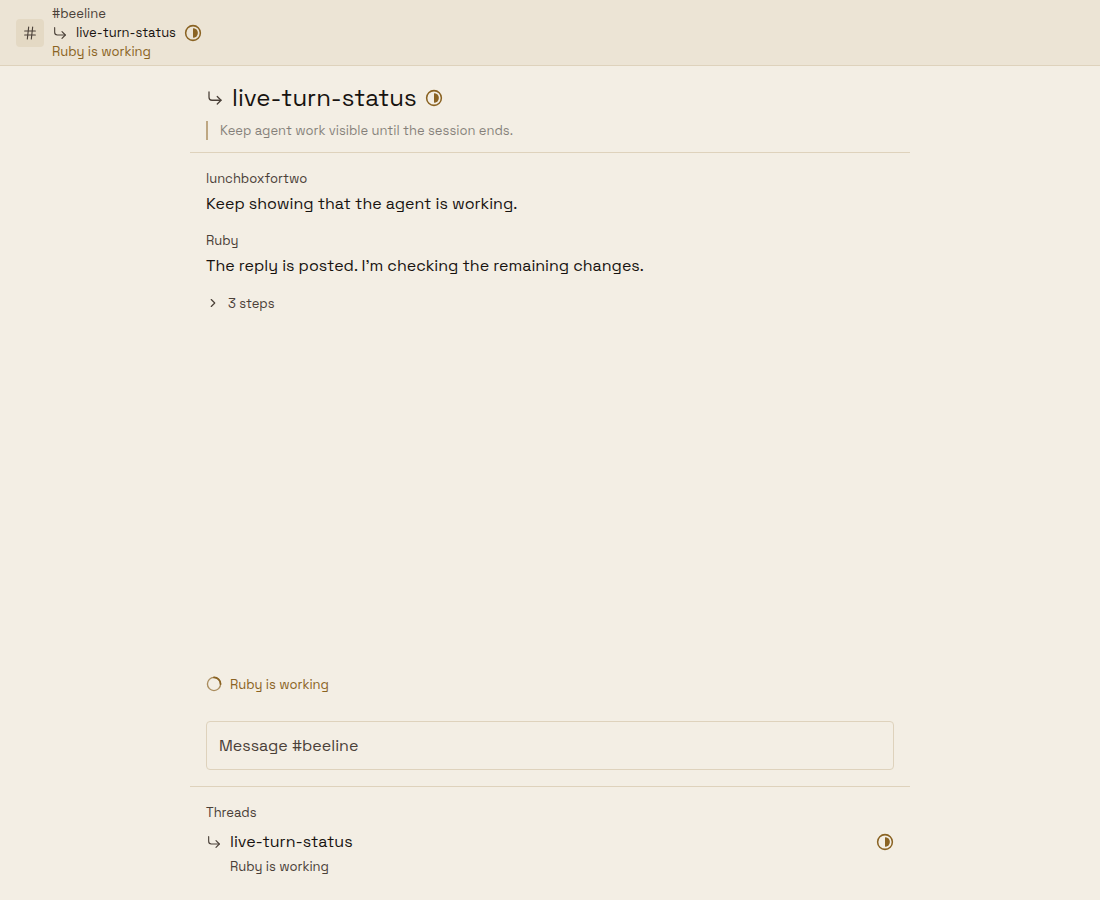 #beeline
#
live-turn-status
Ruby is working
live-turn-status
Keep agent work visible until the session ends.
lunchboxfortwo
Keep showing that the agent is working.
Ruby
The reply is posted. I’m checking the remaining changes.
3 steps
Ruby is working
Message #beeline
Threads
live-turn-status
Ruby is working